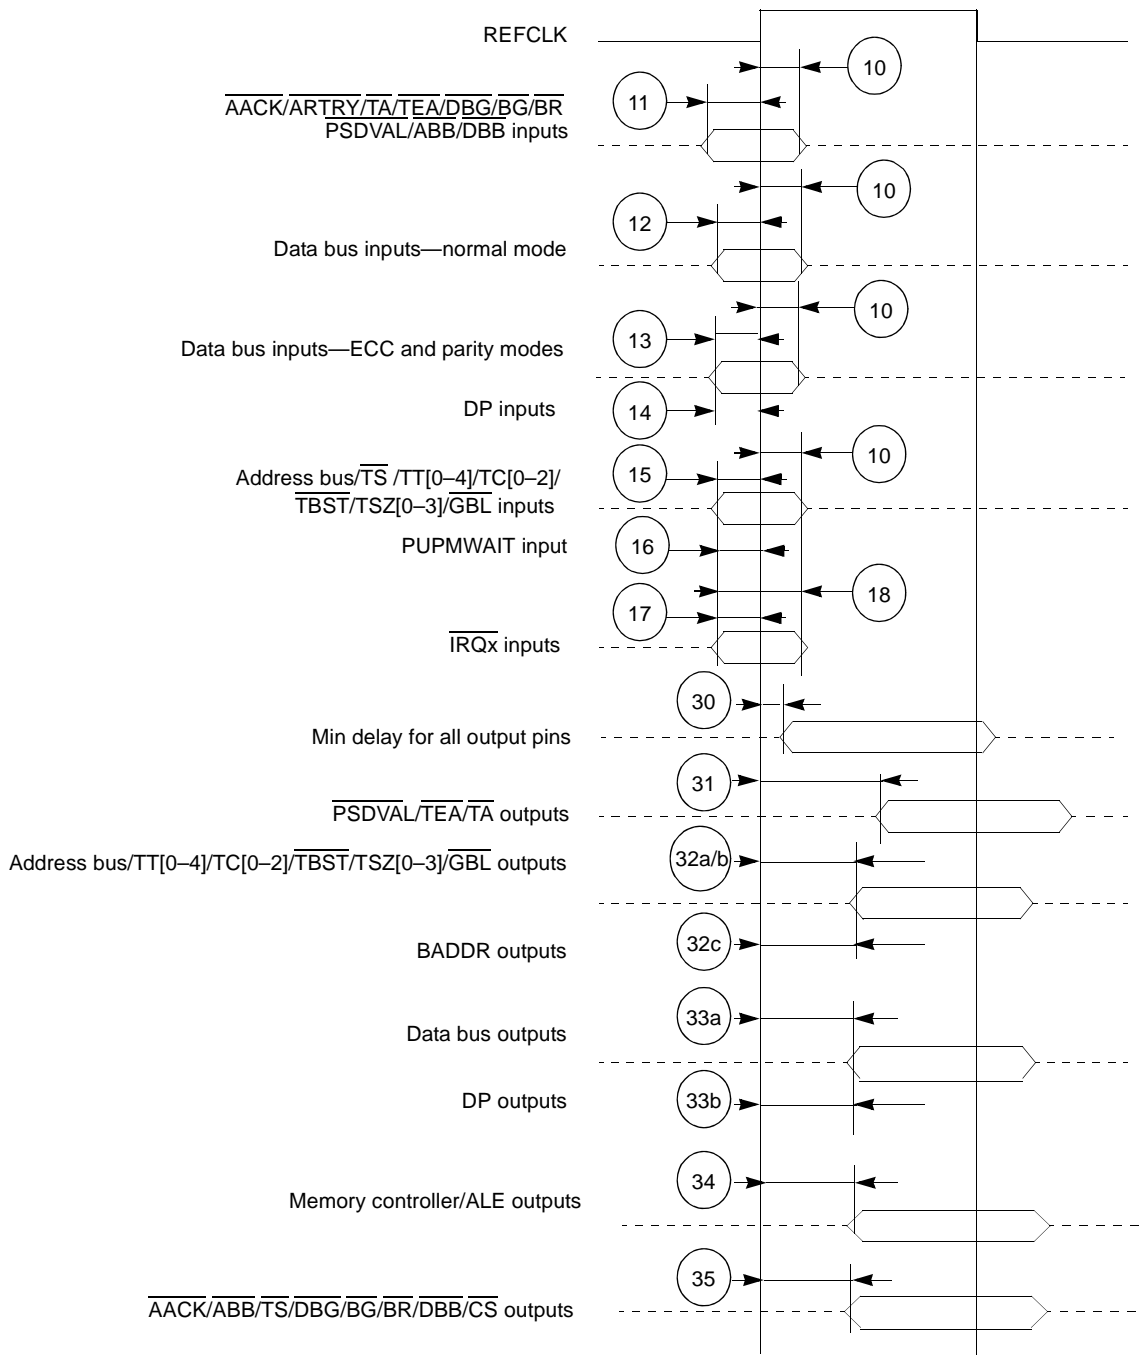 REFCLK
10
11
AACK/ARTRY/TA/TEA/DBG/BG/BR
PSDVAL/ABB/DBB inputs
10
12
Data bus inputs—normal mode
10
13
Data bus inputs—ECC and parity modes
DP inputs
14
10
15
Address bus/TS /TT[0–4]/TC[0–2]/
TBST/TSZ[0–3]/GBL inputs
PUPMWAIT input
16
18
17
IRQx inputs
30
Min delay for all output pins
31
PSDVAL/TEA/TA outputs
32a/b
Address bus/TT[0–4]/TC[0–2]/TBST/TSZ[0–3]/GBL outputs
32c
BADDR outputs
33a
Data bus outputs
DP outputs
33b
34
Memory controller/ALE outputs
35
AACK/ABB/TS/DBG/BG/BR/DBB/CS outputs